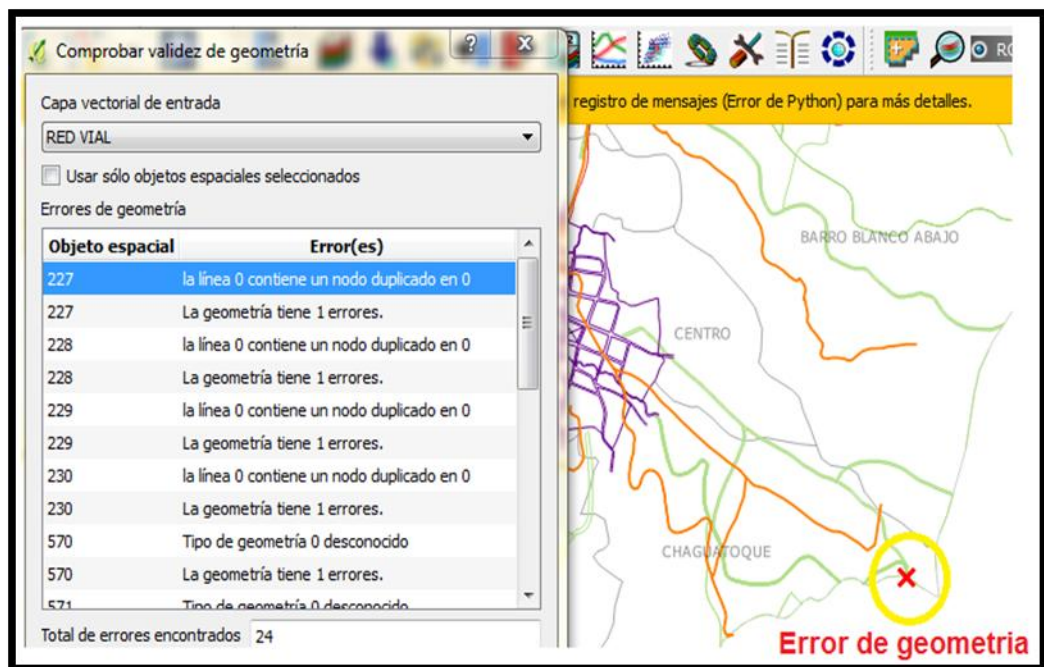 Comprobar validez de geometría
?
x
Capa vectorial de entrada
RED VIAL
Usar sólo objetos espaciales seleccionados
Errores de geometría
Objeto espacial Error(es)
227 la línea 0 contiene un nodo duplicado en 0
227 La geometría tiene 1 errores.
228 la línea 0 contiene un nodo duplicado en 0
228 La geometría tiene 1 errores.
229 la línea 0 contiene un nodo duplicado en 0
229 La geometría tiene 1 errores.
230 la línea 0 contiene un nodo duplicado en 0
230 La geometría tiene 1 errores.
570 Tipo de geometría 0 desconocido
570 La geometría tiene 1 errores.
571 Tipo de geometría 0 desconocido
Total de errores encontrados 24
registro de mensajes (Error de Python) para más detalles.
BARRO BLANCO ABAJO
CENTRO
CHAGUATOQUE
Error de geometria